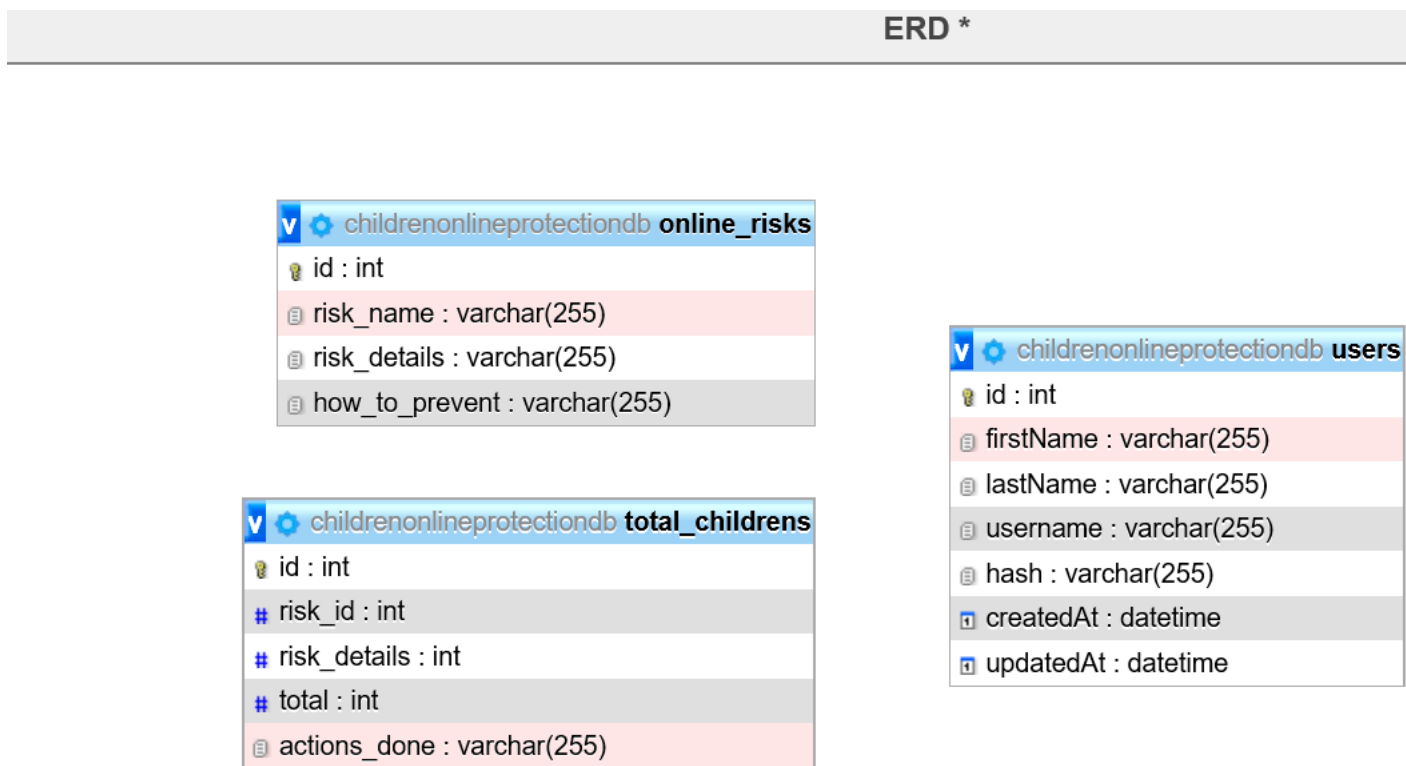 ERD *
v childrenonlineprotectiondb online_risks
id : int
risk_name : varchar(255)
risk_details : varchar(255)
how_to_prevent : varchar(255)
v childrenonlineprotectiondb users
id : int
firstName : varchar(255)
lastName : varchar(255)
username : varchar(255)
hash : varchar(255)
createdAt : datetime
updatedAt : datetime
v childrenonlineprotectiondb total_childrens
id : int
# risk_id : int
# risk_details : int
# total : int
actions_done : varchar(255)